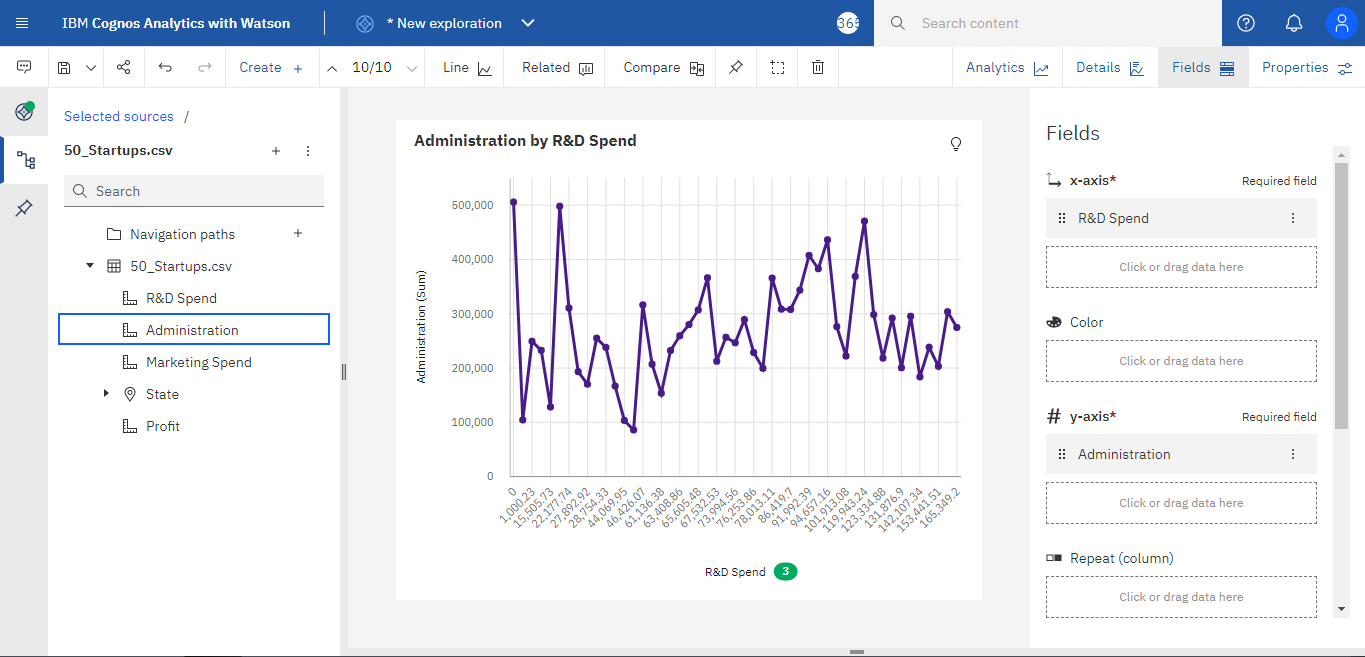 IBM Cognos Analytics with Watson
* New exploration
365
Search content
Create +
10/10
Line
Related
Compare
Analytics
Details
Fields
Properties
Selected sources /
50_Startups.csv
Search
Navigation paths
50_Startups.csv
R&D Spend
Administration
Marketing Spend
State
Profit
Administration by R&D Spend
Administration (Sum)
500,000
400,000
300,000
200,000
100,000
0
0
1,000.23
15,505.73
22,177.74
27,892.92
28,754.33
44,069.95
46,426.07
61,136.38
63,408.86
65,605.48
67,532.53
73,994.56
76,253.86
78,013.11
86,419.7
91,992.39
94,657.16
101,913.08
119,943.24
123,334.88
131,876.9
142,107.34
153,441.51
165,349.2
R&D Spend 3
Fields
x-axis* Required field
R&D Spend
Click or drag data here
Color
Click or drag data here
# y-axis* Required field
Administration
Click or drag data here
Repeat (column)
Click or drag data here